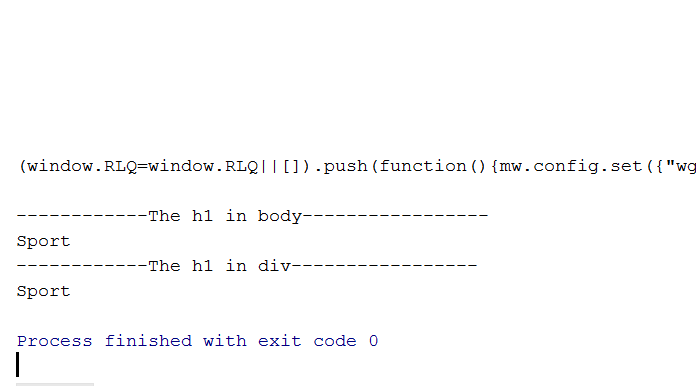 (window.RLQ=window.RLQ||[]).push(function(){mw.config.set({"wg
------------The h1 in body-----------------
Sport
------------The h1 in div-----------------
Sport
Process finished with exit code 0